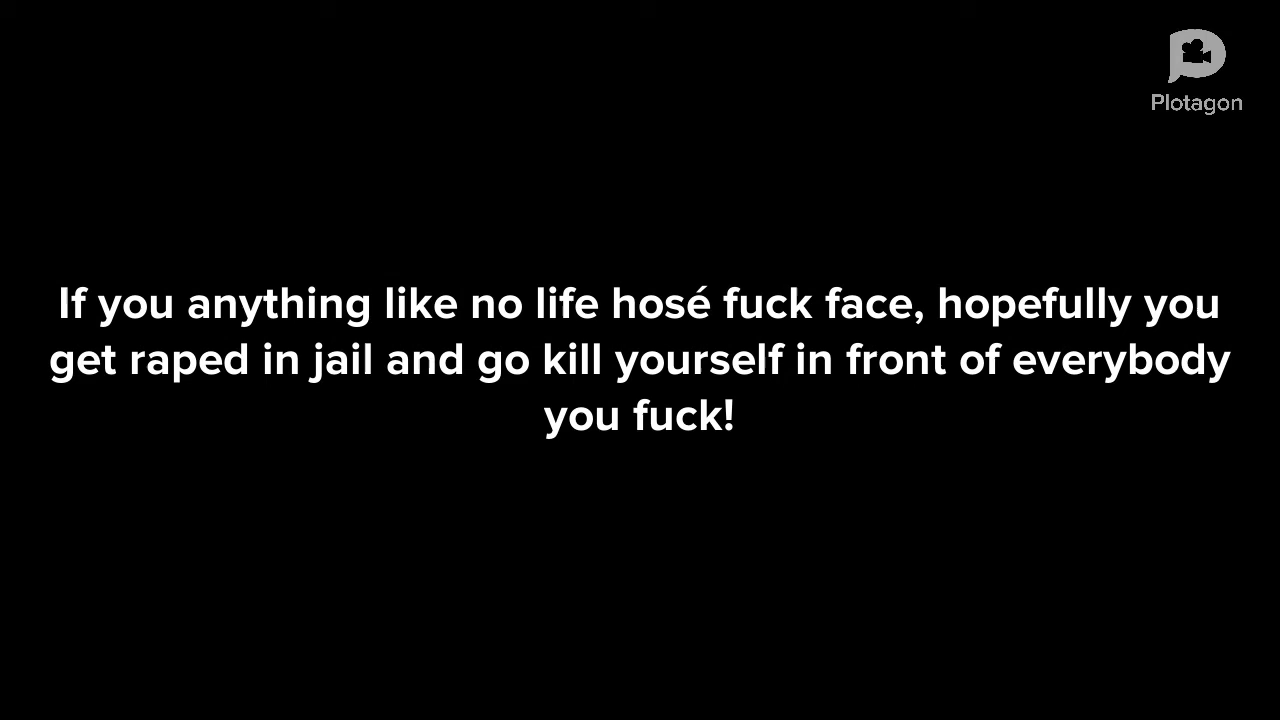 Plotagon
If you anything like no life hosé fuck face, hopefully you
get raped in jail and go kill yourself in front of everybody
you fuck!